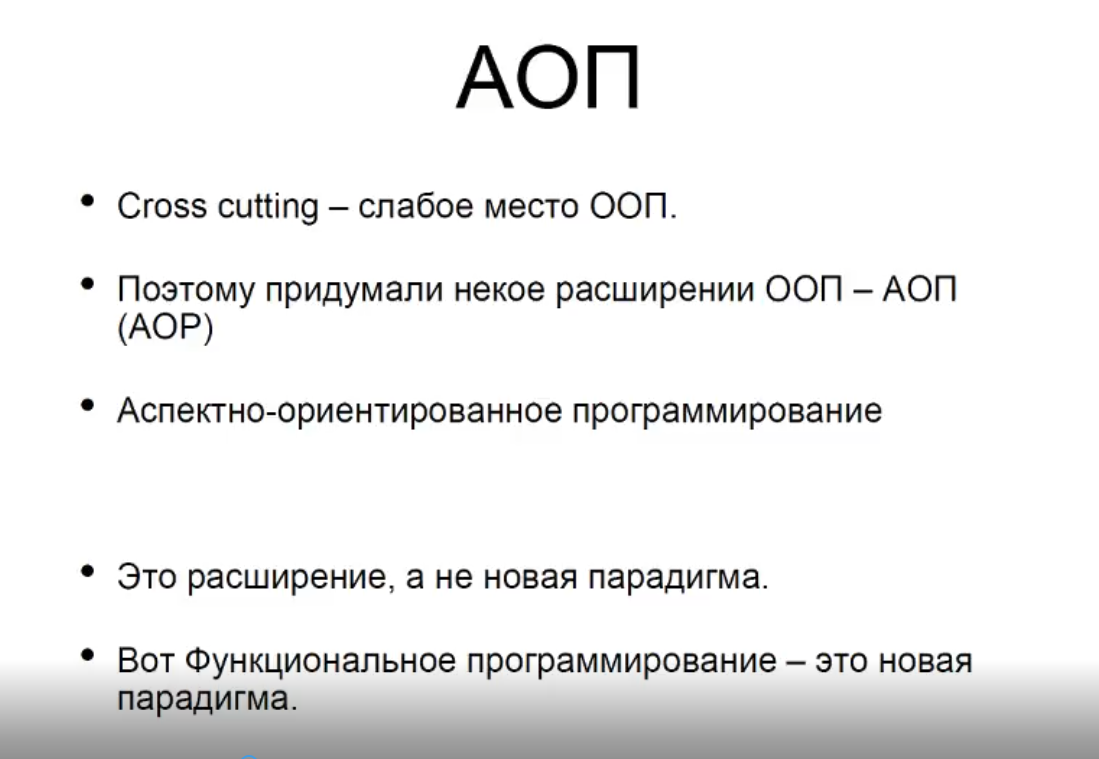 АОП
• Cross cutting – слабое место ООП.
• Поэтому придумали некое расширении ООП – АОП
(AOP)
• Аспектно-ориентированное программирование
• Это расширение, а не новая парадигма.
• Вот Функциональное программирование – это новая
парадигма.